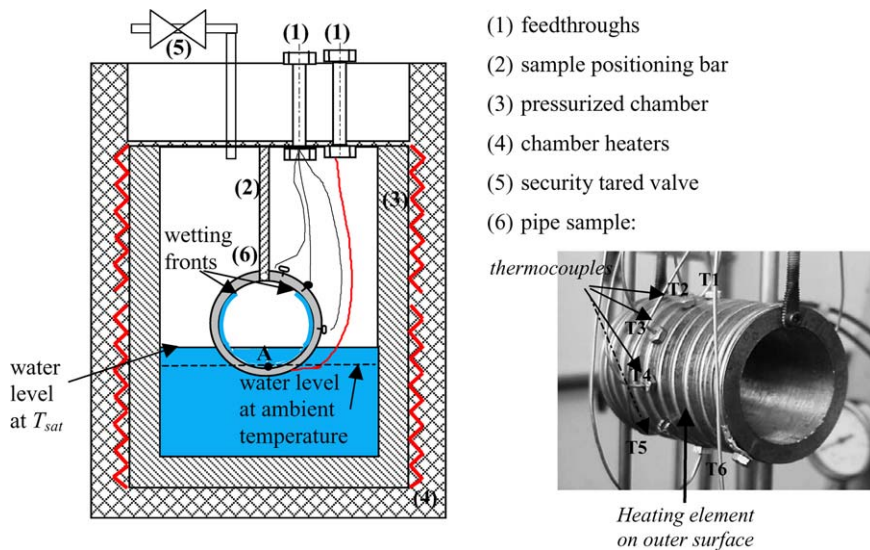 (1) (1)
(5)
(2)
(3)
wetting
fronts
(6)
A
water level
at ambient
temperature
water
level
at Tsat
(4)
(1) feedthroughs
(2) sample positioning bar
(3) pressurized chamber
(4) chamber heaters
(5) security tared valve
(6) pipe sample:
thermocouples
T1
T2
T3
T4
T5
T6
Heating element
on outer surface